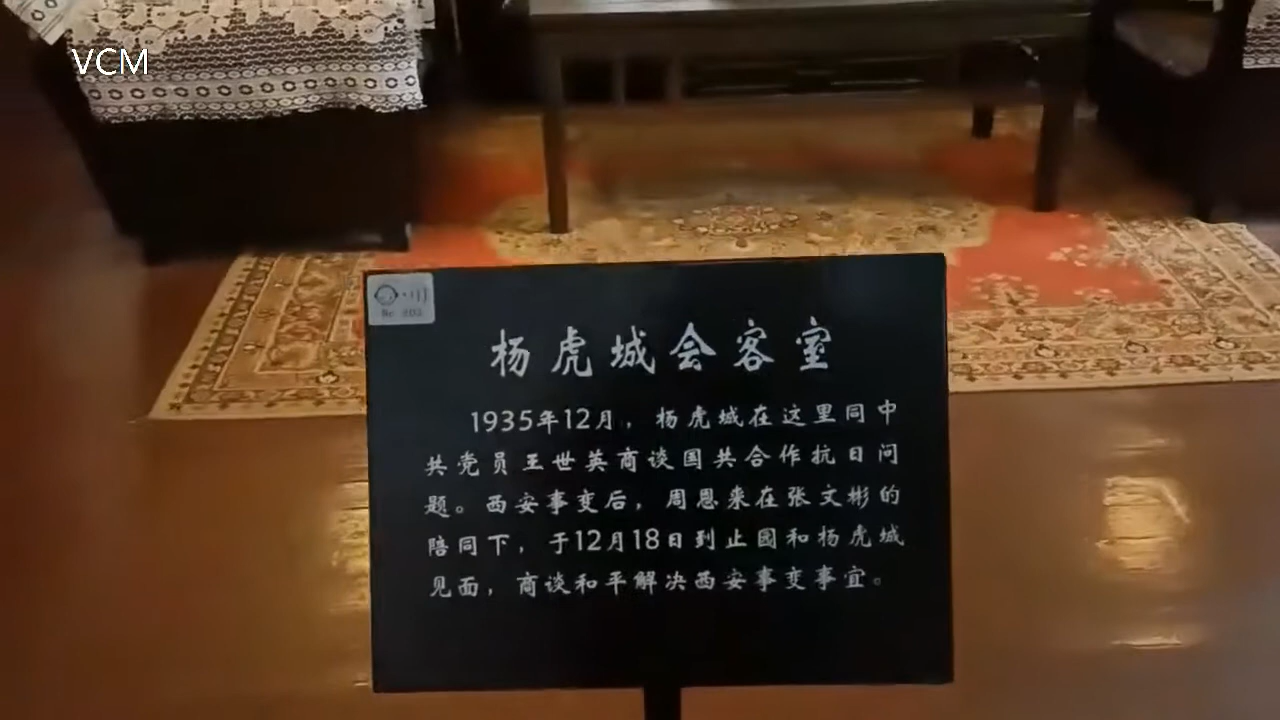 VCM
杨虎城会客室
1935年12月，杨虎城在这里同中
共党员王世英商谈国共合作抗日问
题。西安事变后，周恩来在张文彬的
陪同下，于12月18日到止园和杨虎城
见面，商谈和平解决西安事变事宜。